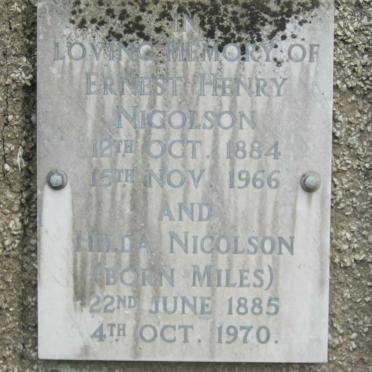 IN
LOVING MEMORY OF
ERNEST HENRY
NICOLSON
12TH OCT. 1884
15TH NOV. 1966
AND
HILDA NICOLSON
(BORN MILES)
22ND JUNE 1885
4TH OCT. 1970.